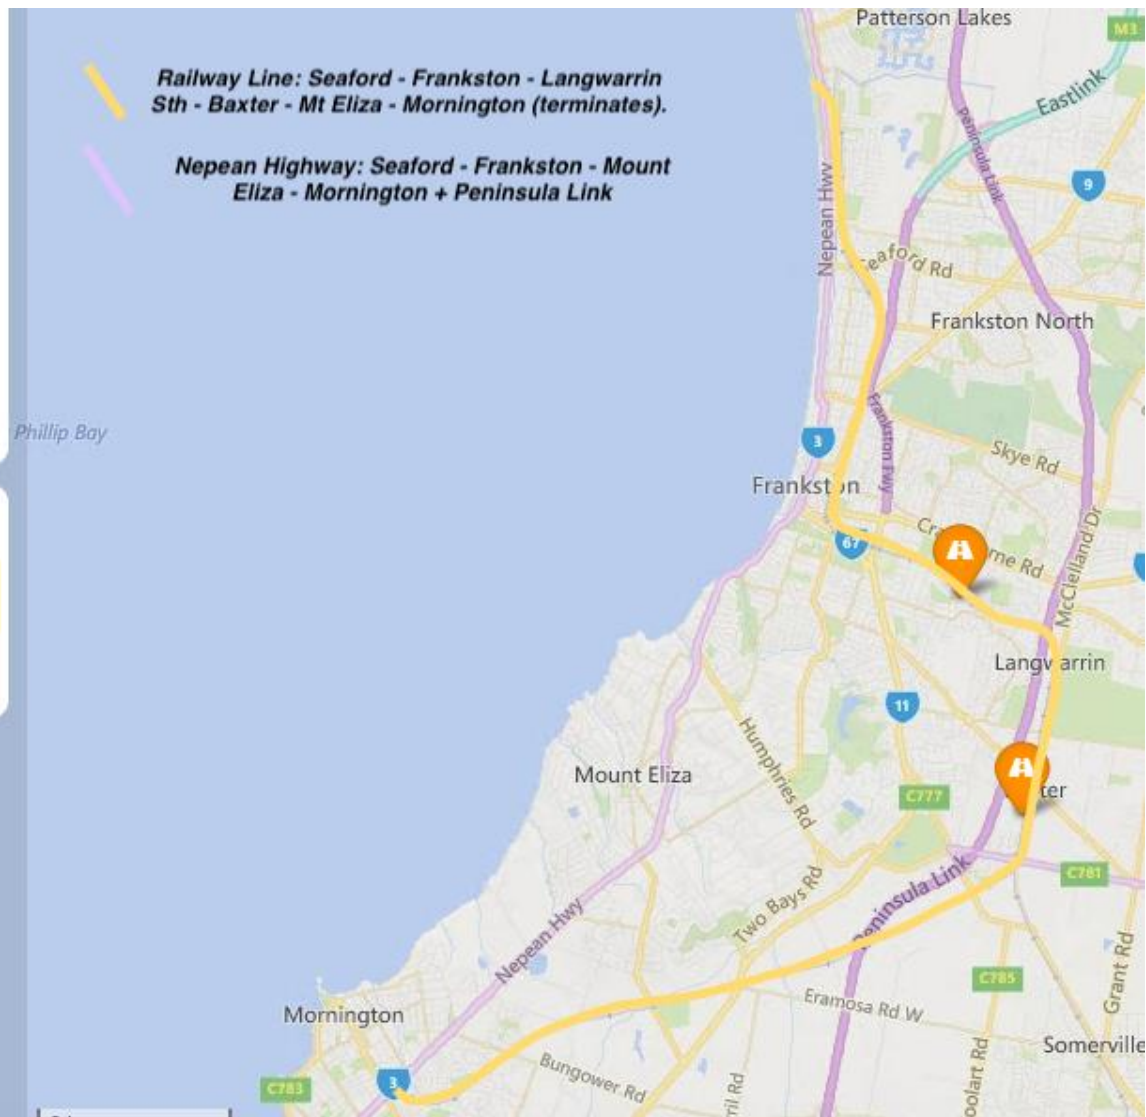 Patterson Lakes
M3
Railway Line: Seaford - Frankston - Langwarrin
Sth - Baxter - Mt Eliza - Mornington (terminates).
Eastlink
Peninsula Link
Nepean Highway: Seaford - Frankston - Mount
Eliza - Mornington + Peninsula Link
9
Nepean Hwy
Seaford Rd
Frankston North
Phillip Bay
Frankston Fwy
3
Skye Rd
Frankston
67
McClelland Dr
Langwarrin
11
Humphries Rd
Mount Eliza
C777
C781
Peninsula Link
Two Bays Rd
Nepean Hwy
C785
Grant Rd
Eramosa Rd W
Mornington
Somerville
Bungower Rd
3
C783